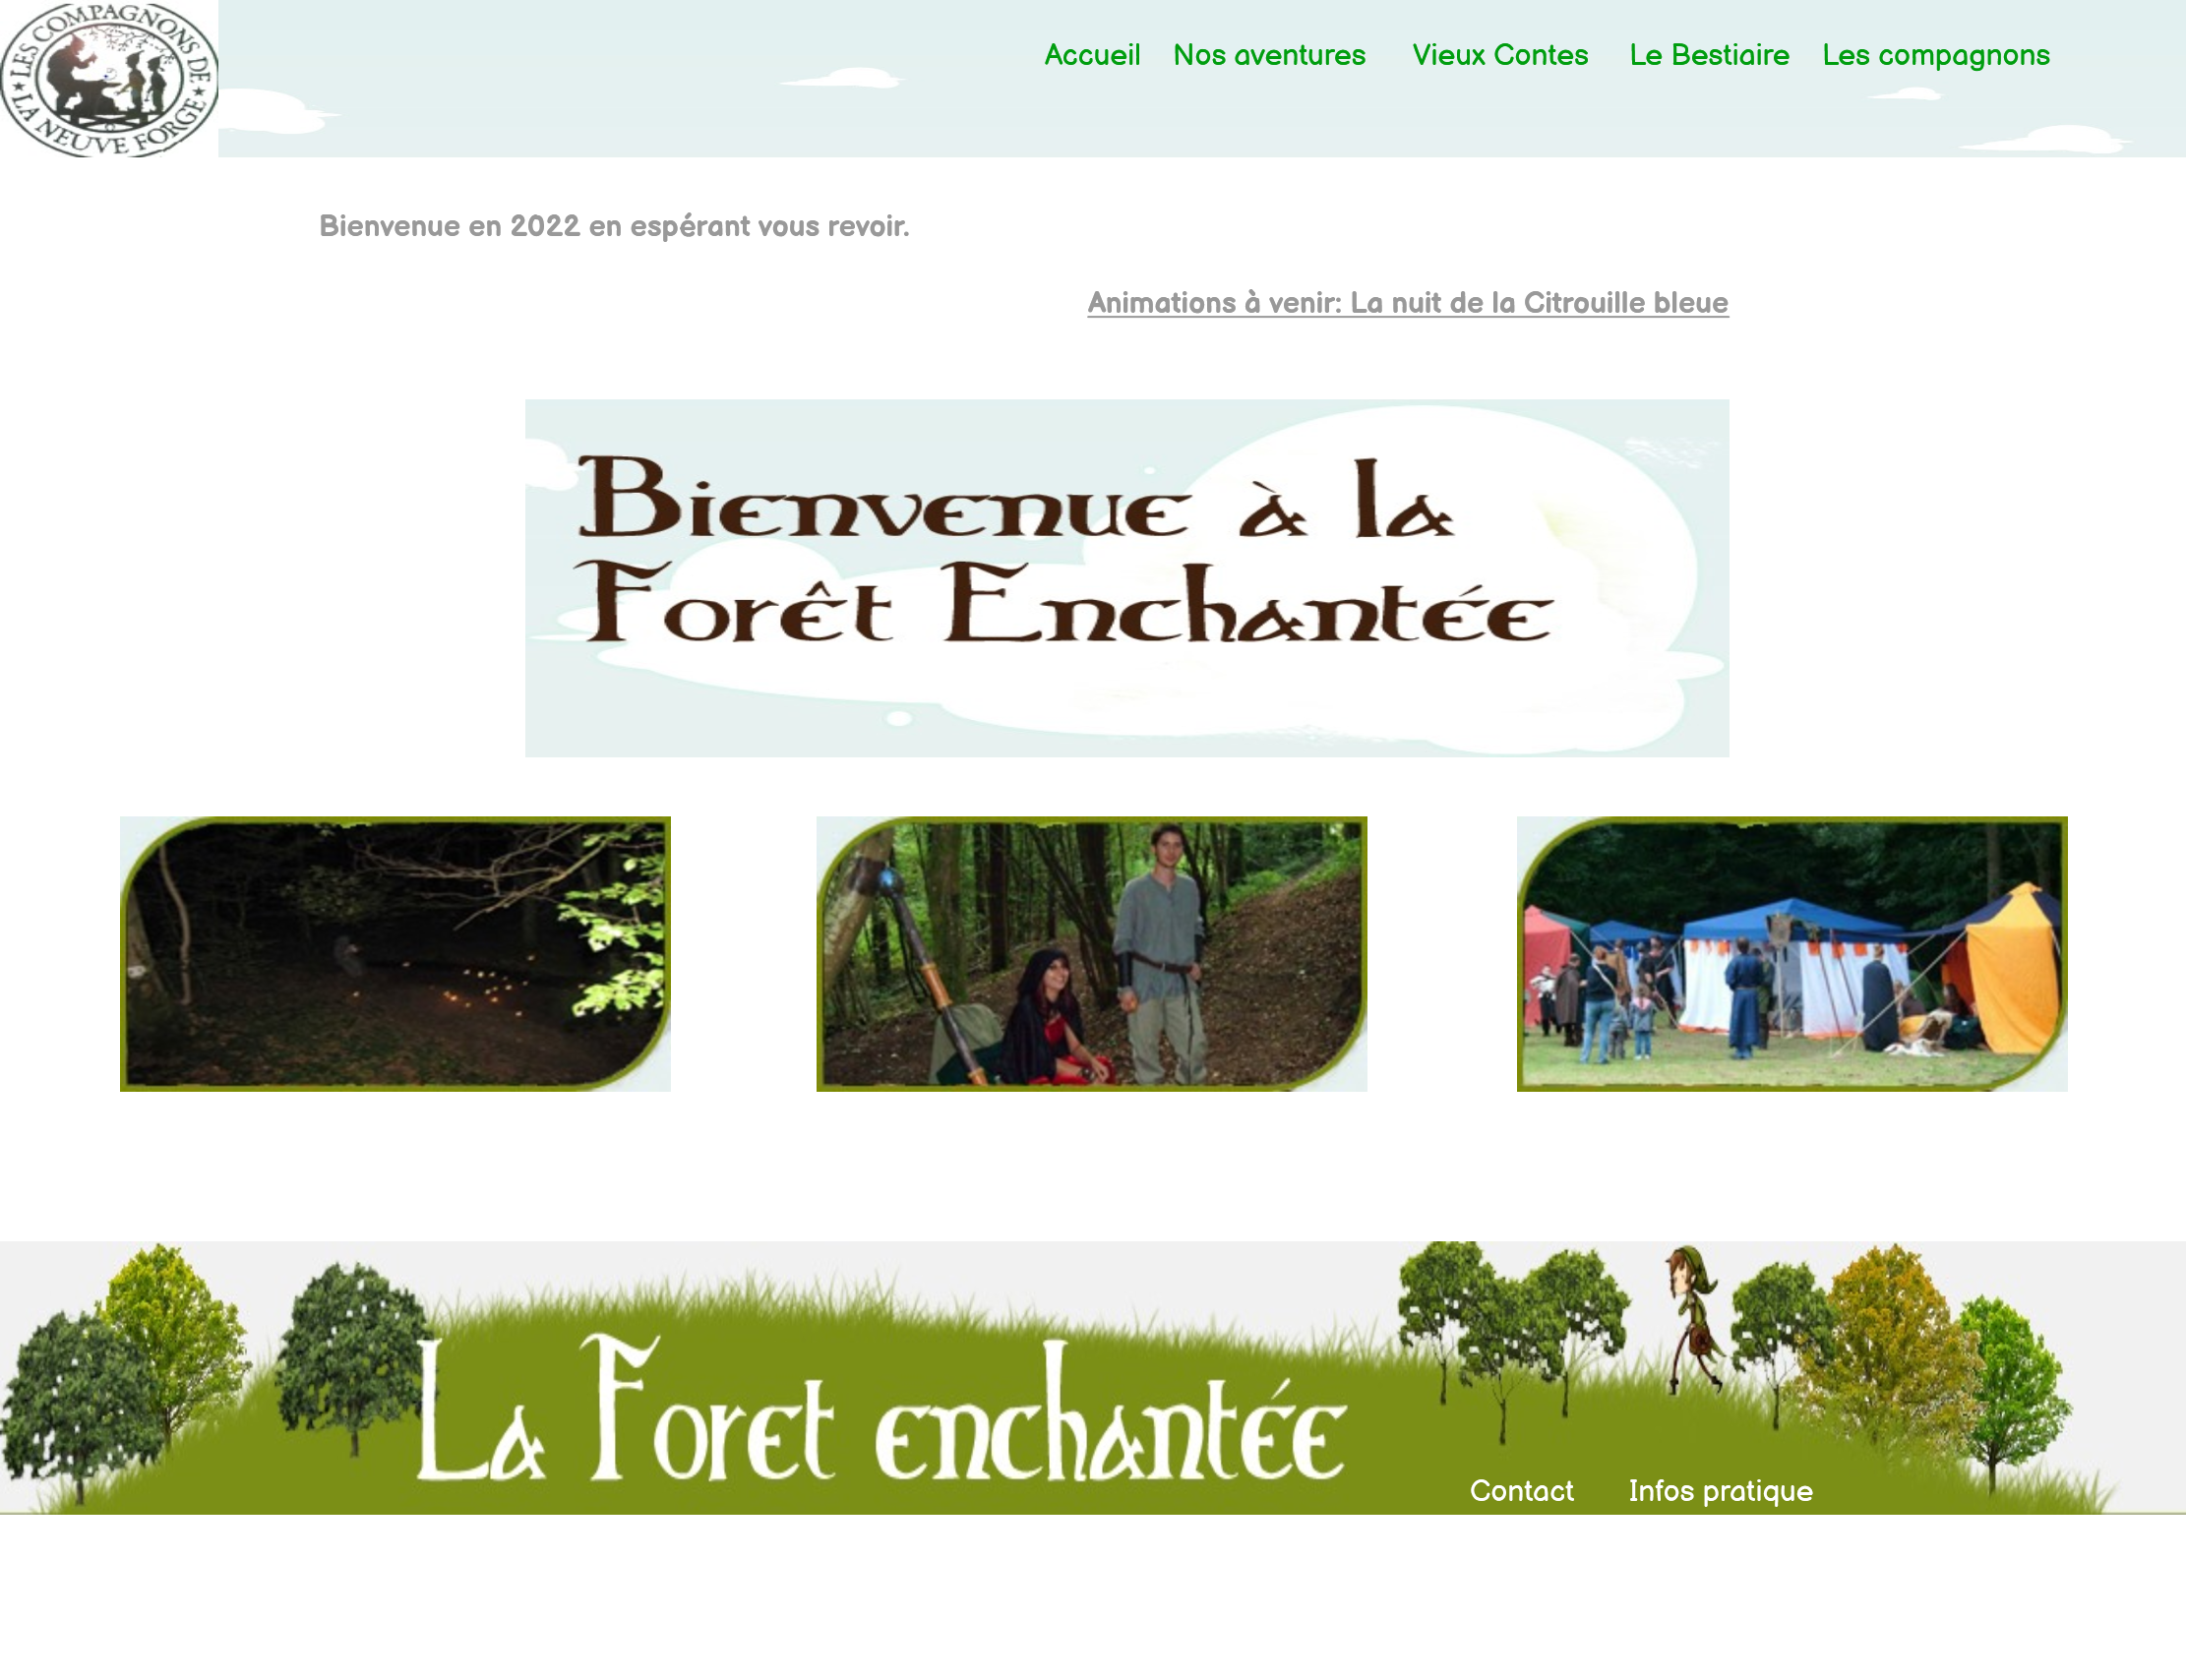 LES COMPAGNONS DE
LA NEUVE FORGE
Accueil Nos aventures Vieux Contes Le Bestiaire Les compagnons
Bienvenue en 2022 en espérant vous revoir.
Animations à venir: La nuit de la Citrouille bleue
Bienvenue à la
Forêt Enchantée
La Foret enchantée
Contact Infos pratique